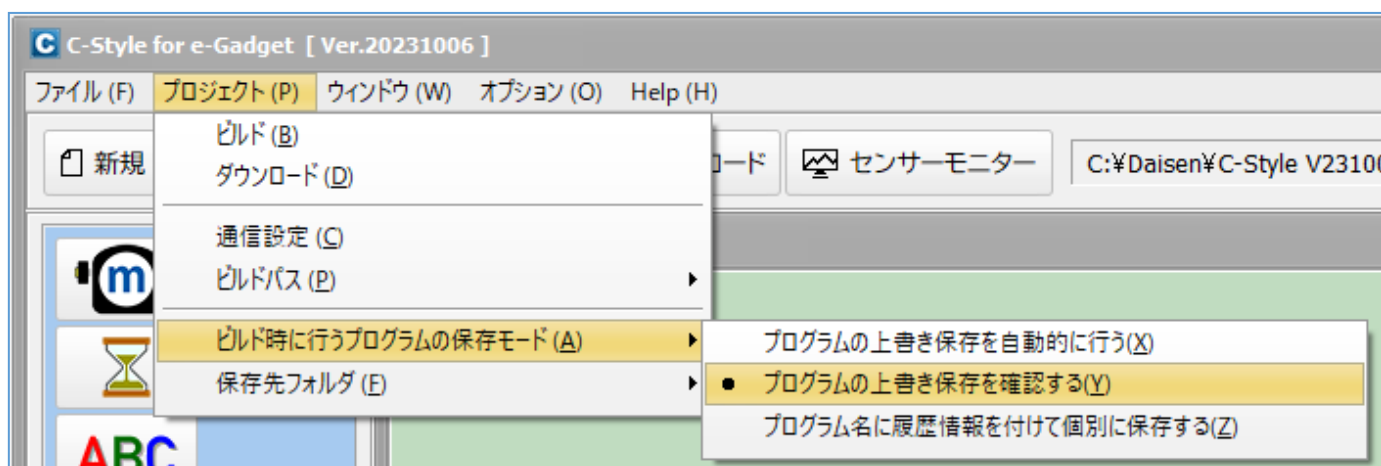 C-Style for e-Gadget [ Ver.20231006 ]
ファイル (F) プロジェクト (P) ウィンドウ (W) オプション (O) Help (H)
新規 ード センサーモニター C:¥Daisen¥C-Style V2310
ビルド (B)
ダウンロード (D)
通信設定 (C)
ビルドパス (P)
ビルド時に行うプログラムの保存モード (A)
保存先フォルダ (F)
プログラムの上書き保存を自動的に行う(X)
プログラムの上書き保存を確認する(Y)
プログラム名に履歴情報を付けて個別に保存する(Z)
m
ABC